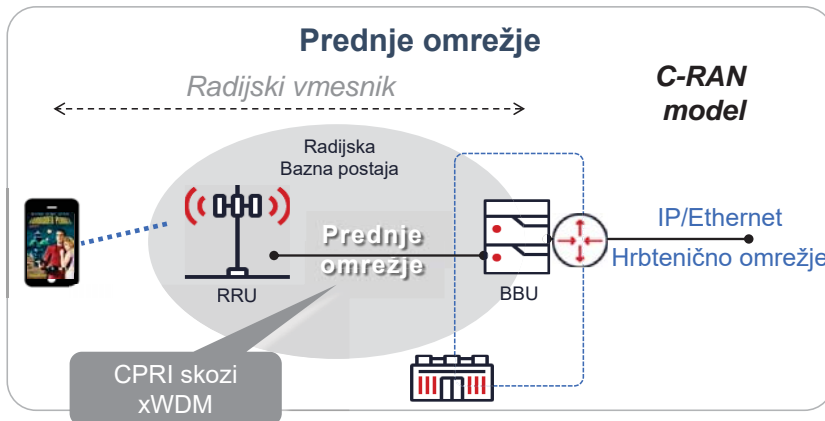 Prednje omrežje
Radijski vmesnik
C-RAN
model
Radijska
Bazna postaja
Prednje
omrežje
IP/Ethernet
Hrbtenično omrežje
RRU
BBU
CPRI skozi
xWDM